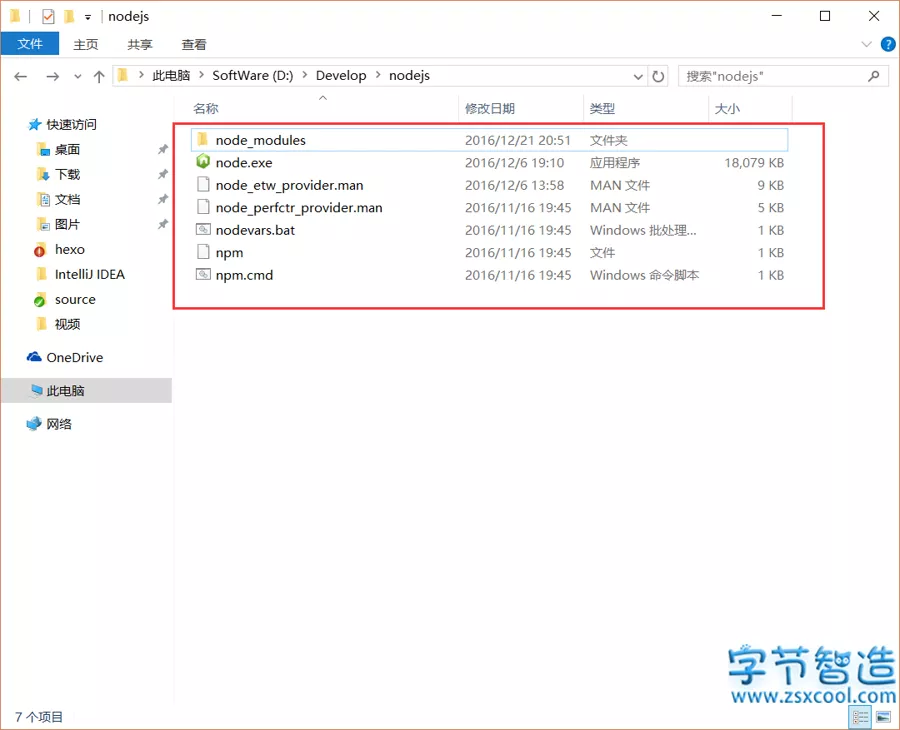 nodejs
文件 主页 共享 查看
此电脑 SoftWare (D:) Develop nodejs 搜索"nodejs"
名称 修改日期 类型 大小
快速访问
桌面
下载
文档
图片
hexo
IntelliJ IDEA
source
视频
OneDrive
此电脑
网络
node_modules 2016/12/21 20:51 文件夹
node.exe 2016/12/6 19:10 应用程序 18,079 KB
node_etw_provider.man 2016/12/6 13:58 MAN 文件 9 KB
node_perfctr_provider.man 2016/11/16 19:45 MAN 文件 5 KB
nodevars.bat 2016/11/16 19:45 Windows 批处理... 1 KB
npm 2016/11/16 19:45 文件 1 KB
npm.cmd 2016/11/16 19:45 Windows 命令脚本 1 KB
字节智造
www.zsxcool.com
7 个项目